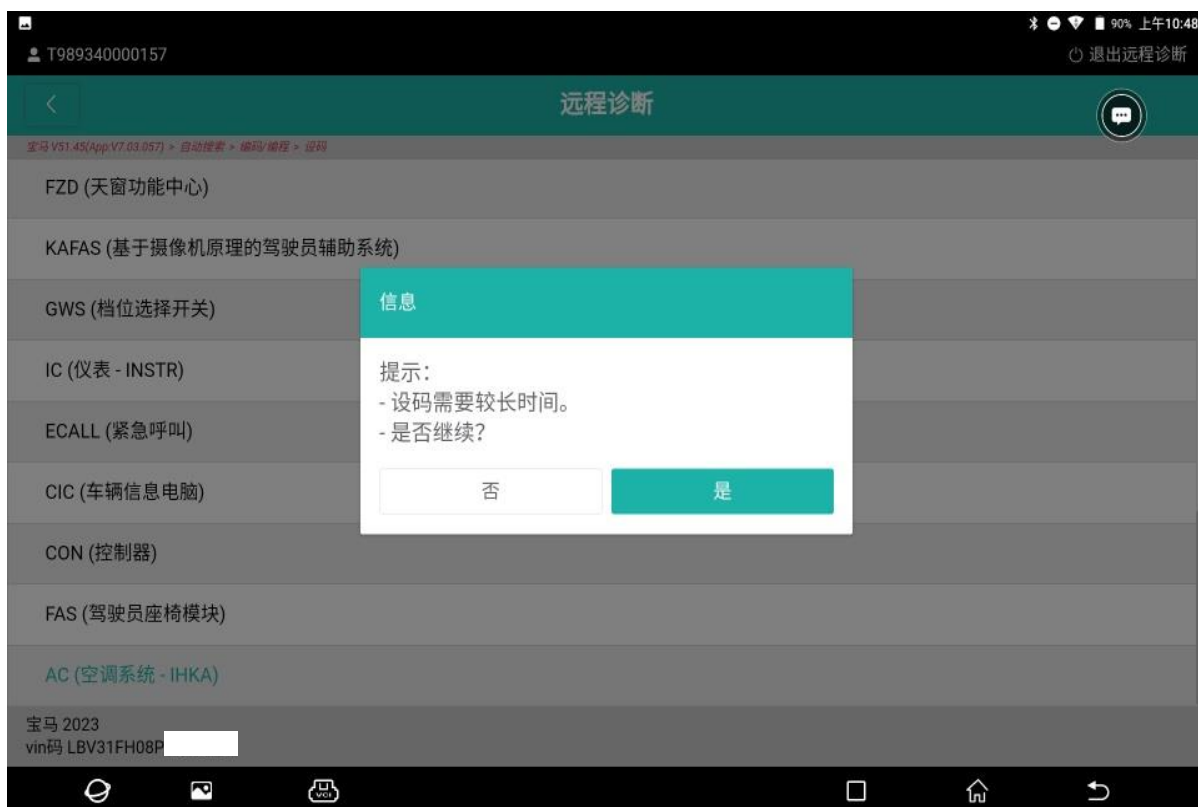 90% 上午10:48
T989340000157
退出远程诊断
远程诊断
宝马 V51.45(App:V7.03.057) > 自动搜索 > 编码/编程 > 设码
FZD (天窗功能中心)
KAFAS (基于摄像机原理的驾驶员辅助系统)
GWS (档位选择开关)
IC (仪表 - INSTR)
ECALL (紧急呼叫)
CIC (车辆信息电脑)
CON (控制器)
FAS (驾驶员座椅模块)
AC (空调系统 - IHKA)
信息
提示：
- 设码需要较长时间。
- 是否继续？
否
是
宝马 2023
vin码 LBV31FH08P
VCI